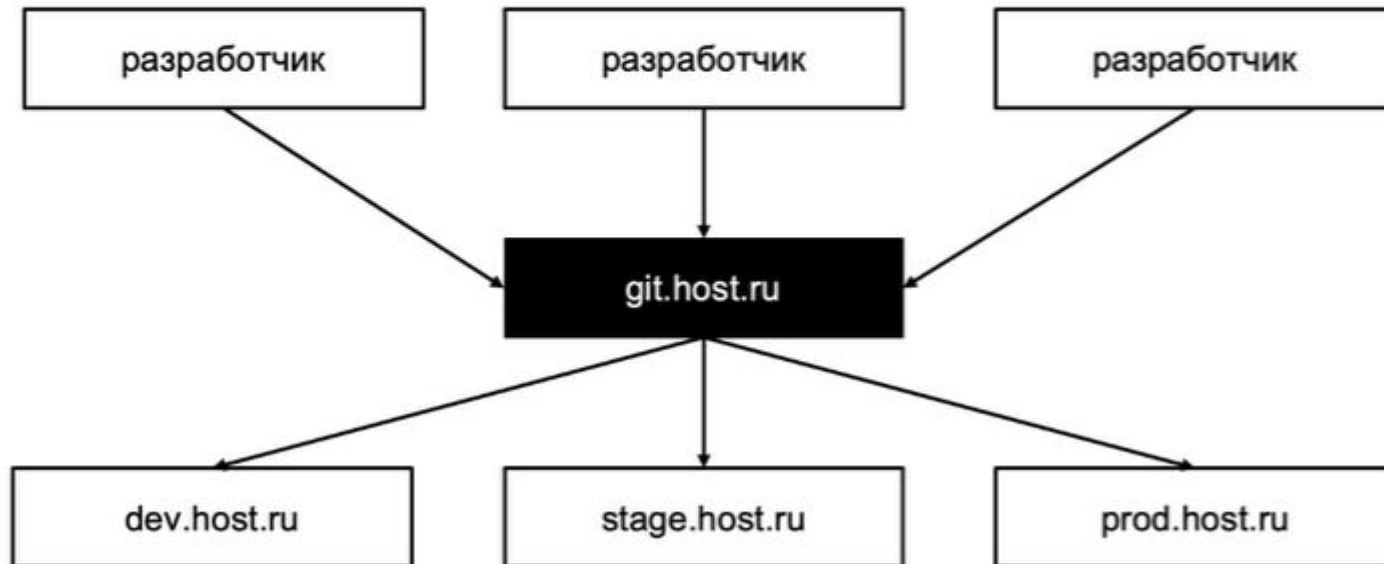 разработчик
разработчик
разработчик
git.host.ru
dev.host.ru
stage.host.ru
prod.host.ru